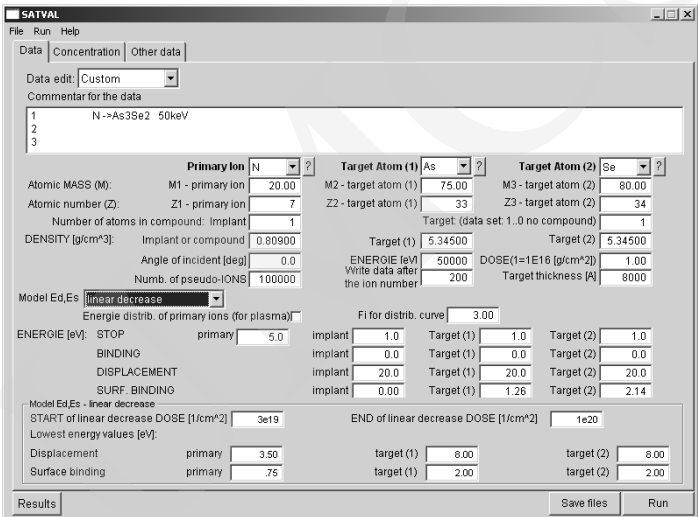 SATVAL
File Run Help
Data Concentration Other data
Data edit: Custom
Commentar for the data
1 N ->As3Se2 50keV
2
3
Primary Ion N ? Target Atom (1) As ? Target Atom (2) Se ?
Atomic MASS (M): M1 - primary ion 20.00 M2 - target atom (1) 75.00 M3 - target atom (2) 80.00
Atomic number (Z): Z1 - primary ion 7 Z2 - target atom (1) 33 Z3 - target atom (2) 34
Number of atoms in compound: Implant 1 Target: (data set: 1..0 no compound) 1
DENSITY [g/cm^3]: Implant or compound 0.80900 Target (1) 5.34500 Target (2) 5.34500
Angle of incident [deg] 0.0 ENERGIE [eV] 50000 DOSE(1=1E16 [g/cm^2]) 1.00
Numb. of pseudo-IONS 100000 Write data after the ion number 200 Target thickness [A] 8000
Model Ed,Es linear decrease
Energie distrib. of primary ions (for plasma) Fi for distrib. curve 3.00
ENERGIE [eV]: STOP primary 5.0 implant 1.0 Target (1) 1.0 Target (2) 1.0
BINDING implant 0.0 Target (1) 0.0 Target (2) 0.0
DISPLACEMENT implant 20.0 Target (1) 20.0 Target (2) 20.0
SURF. BINDING implant 0.00 Target (1) 1.26 Target (2) 2.14
Model Ed,Es - linear decrease
START of linear decrease DOSE [1/cm^2] 3e19 END of linear decrease DOSE [1/cm^2] 1e20
Lowest energy values [eV]:
Displacement primary 3.50 target (1) 8.00 target (2) 8.00
Surface binding primary .75 target (1) 2.00 target (2) 2.00
Results Save files Run